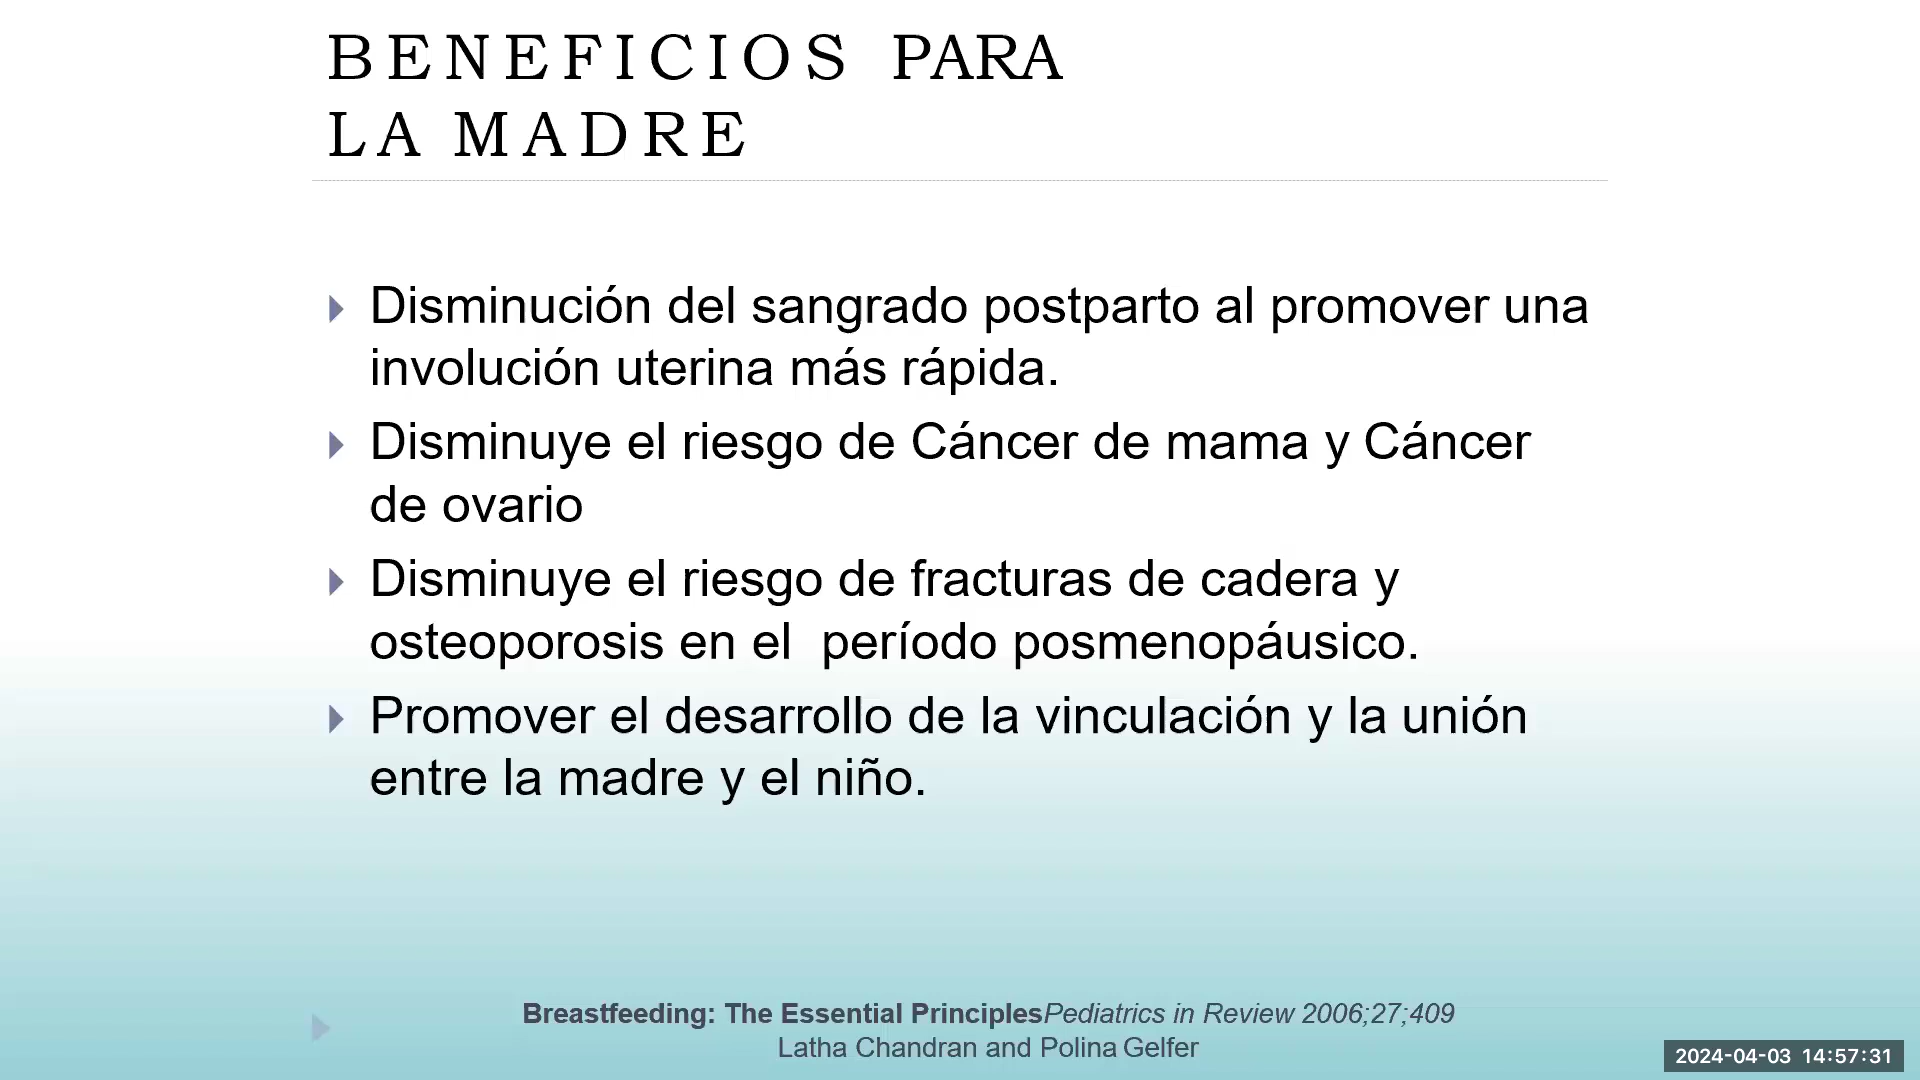 BENEFICIOS PARA
LA MADRE
Disminución del sangrado postparto al promover una
involución uterina más rápida.
Disminuye el riesgo de Cáncer de mama y Cáncer
de ovario
Disminuye el riesgo de fracturas de cadera y
osteoporosis en el  período posmenopáusico.
Promover el desarrollo de la vinculación y la unión
entre la madre y el niño.
Breastfeeding: The Essential PrinciplesPediatrics in Review 2006;27;409
Latha Chandran and Polina Gelfer
2024-04-03 14:57:31